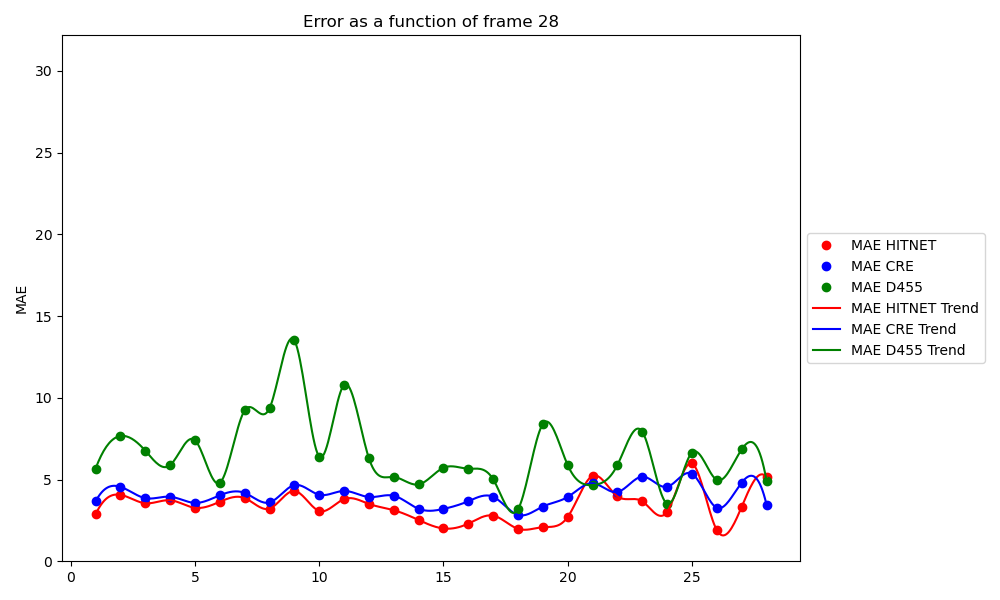 Error as a function of frame 28
MAE
30
25
20
15
10
5
0
0 5 10 15 20 25
MAE HITNET
MAE CRE
MAE D455
MAE HITNET Trend
MAE CRE Trend
MAE D455 Trend